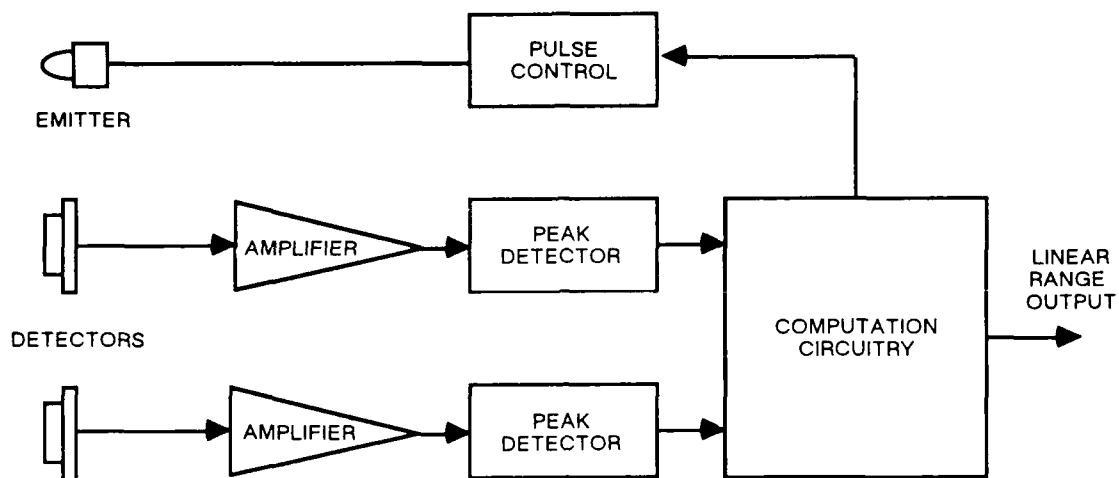 PULSE
CONTROL
EMITTER
AMPLIFIER
PEAK
DETECTOR
LINEAR
RANGE
OUTPUT
DETECTORS
COMPUTATION
CIRCUITRY
AMPLIFIER
PEAK
DETECTOR